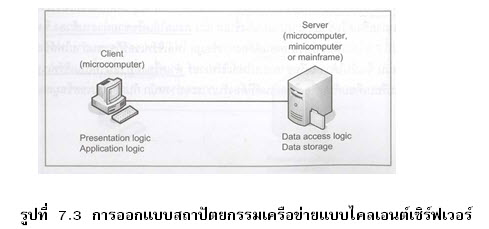 Server
(microcomputer,
minicomputer
or mainframe)
Client
(microcomputer)
Presentation logic
Application logic
Data access logic
Data storage
รูปที่ 7.3 การออกแบบสถาปัตยกรรมเครือข่ายแบบไคลเอนต์เซิร์ฟเวอร์